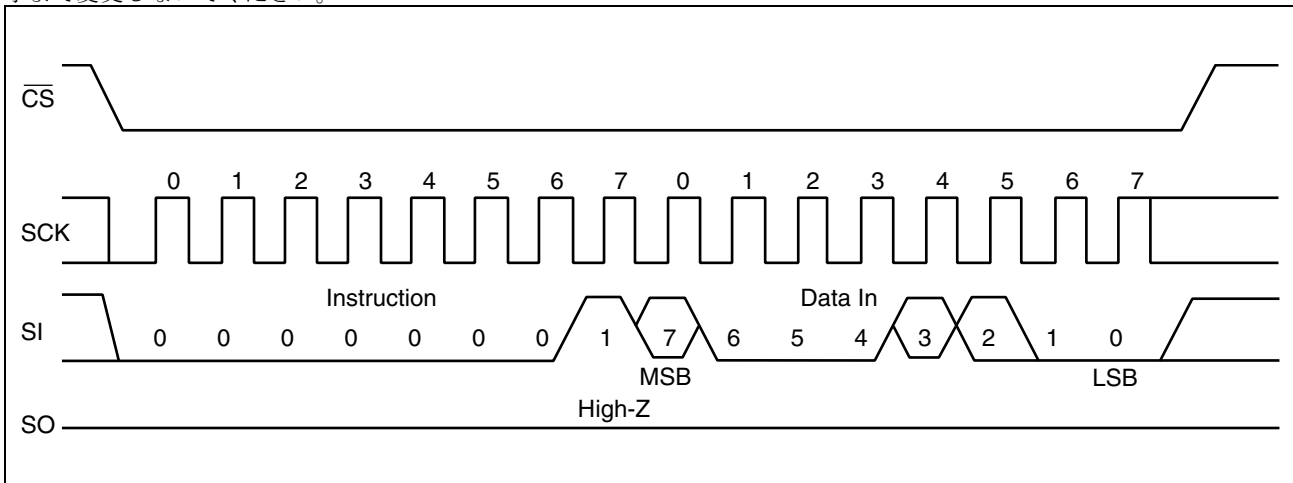 CS
0 1 2 3 4 5 6 7 0 1 2 3 4 5 6 7
SCK
Instruction Data In
SI 0 0 0 0 0 0 0 1 7 6 5 4 3 2 1 0
MSB LSB
High-Z
SO